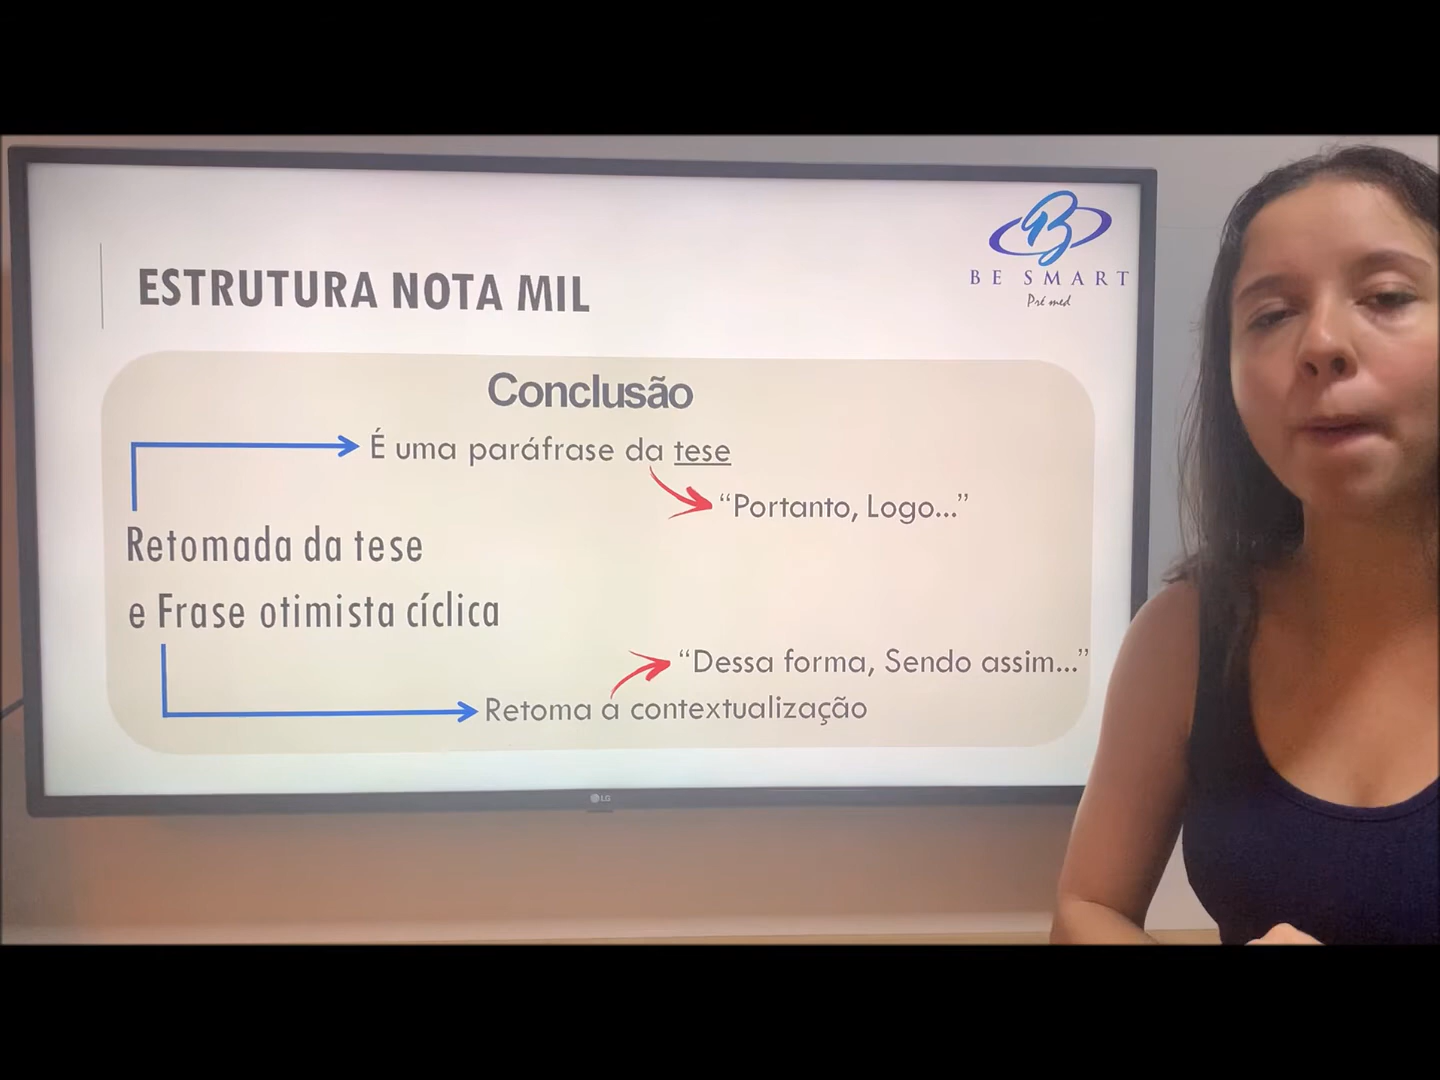 BE SMART
Pré med
ESTRUTURA NOTA MIL
Conclusão
É uma paráfrase da tese
“Portanto, Logo...”
Retomada da tese
e Frase otimista cíclica
“Dessa forma, Sendo assim...”
Retoma a contextualização
LG